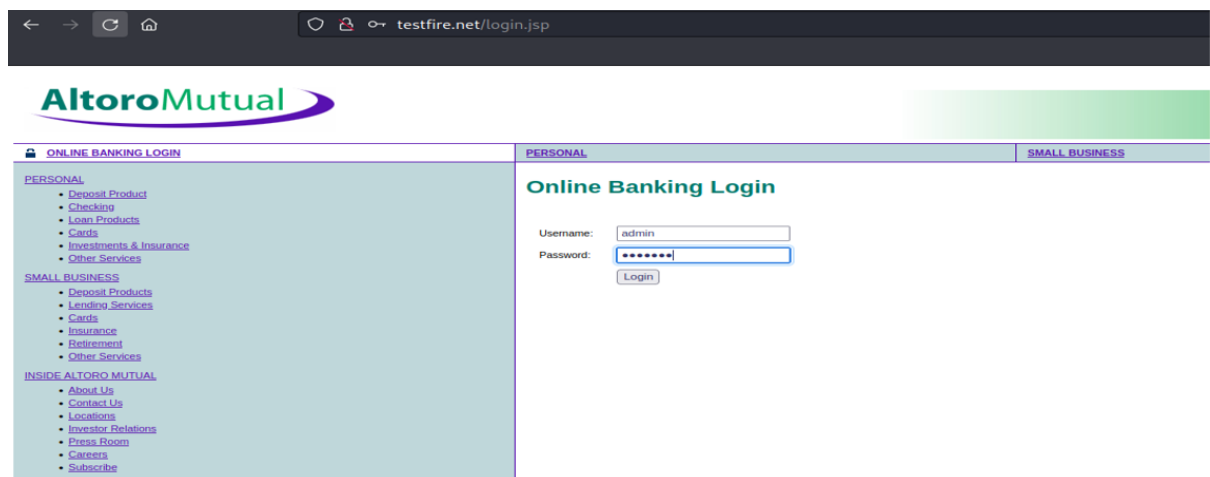 testfire.net/login.jsp
AltoroMutual
ONLINE BANKING LOGIN
PERSONAL
SMALL BUSINESS
PERSONAL
Deposit Product
Checking
Loan Products
Cards
Investments & Insurance
Other Services
SMALL BUSINESS
Deposit Products
Lending Services
Cards
Insurance
Retirement
Other Services
INSIDE ALTORO MUTUAL
About Us
Contact Us
Locations
Investor Relations
Press Room
Careers
Subscribe
Online Banking Login
Username: admin
Password: •••••••
Login